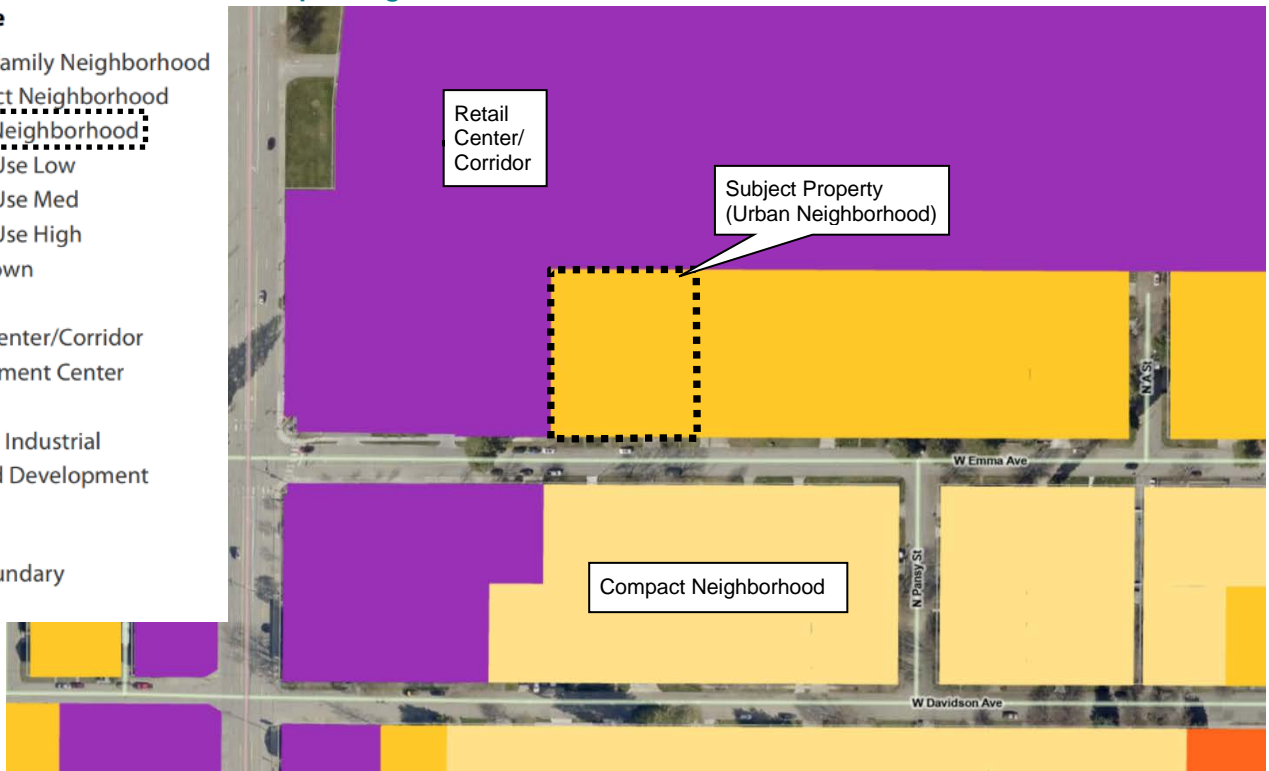 e
amily Neighborhood
ct Neighborhood
Neighborhood
Use Low
Use Med
Use High
own
enter/Corridor
ment Center
Industrial
d Development
undary
Retail
Center/
Corridor
Subject Property
(Urban Neighborhood)
N A St
W Emma Ave
Compact Neighborhood
N Pansy St
W Davidson Ave